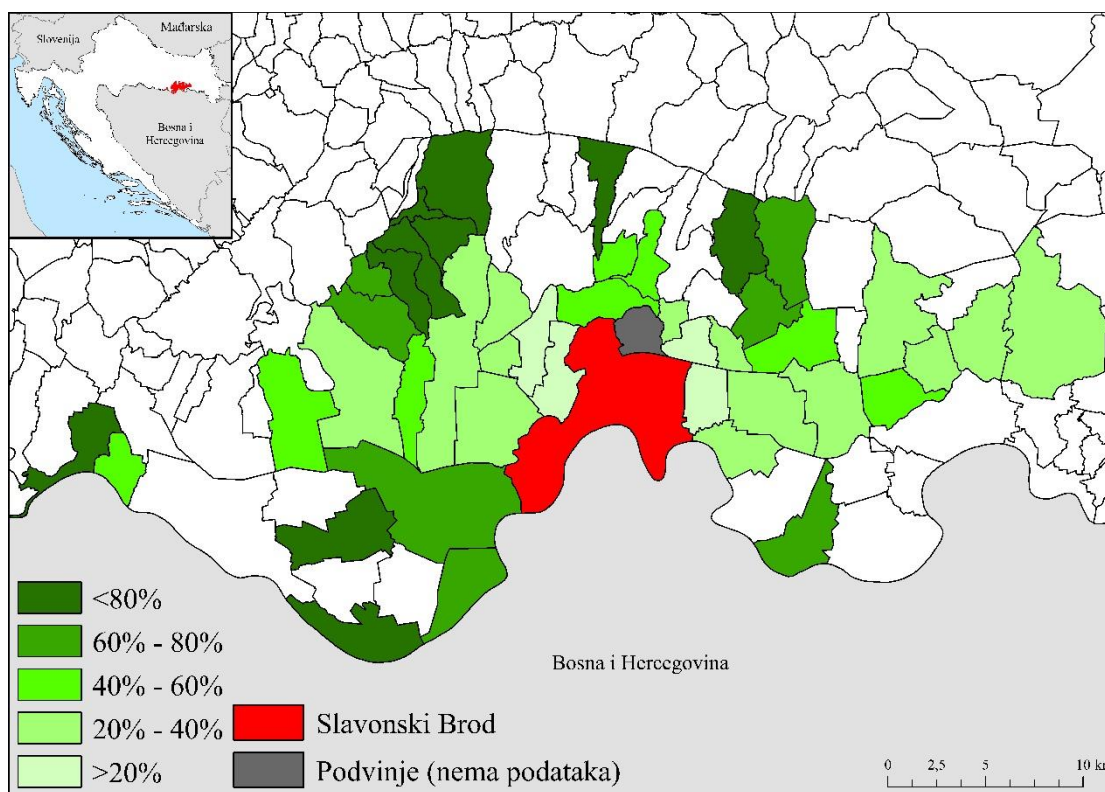 Mađarska
Slovenija
Bosna i
Hercegovina
<80%
60% - 80%
40% - 60%
20% - 40%
>20%
Slavonski Brod
Podvinje (nema podataka)
Bosna i Hercegovina
0 2,5 5 10 km